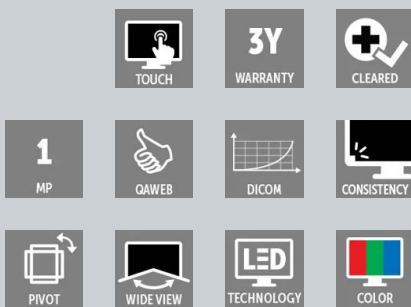 TOUCH
3Y
WARRANTY
CLEARED
1
MP
QAWEB
DICOM
CONSISTENCY
PIVOT
WIDE VIEW
LED
TECHNOLOGY
COLOR